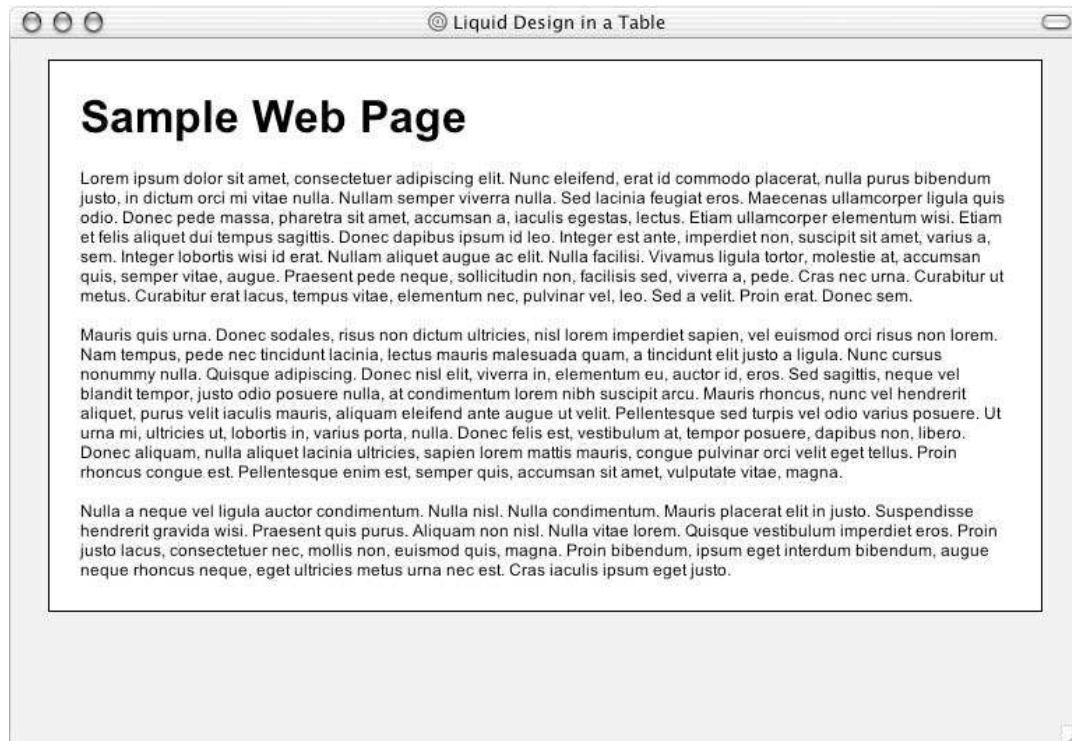 Liquid Design in a Table
Sample Web Page
Lorem ipsum dolor sit amet, consectetuer adipiscing elit. Nunc eleifend, erat id commodo placerat, nulla purus bibendum
justo, in dictum orci mi vitae nulla. Nullam semper viverra nulla. Sed lacinia feugiat eros. Maecenas ullamcorper ligula quis
odio. Donec pede massa, pharetra sit amet, accumsan a, iaculis egestas, lectus. Etiam ullamcorper elementum wisi. Etiam
et felis aliquet dui tempus sagittis. Donec dapibus ipsum id leo. Integer est ante, imperdiet non, suscipit sit amet, varius a,
sem. Integer lobortis wisi id erat. Nullam aliquet augue ac elit. Nulla facilisi. Vivamus ligula tortor, molestie at, accumsan
quis, semper vitae, augue. Praesent pede neque, sollicitudin non, facilisis sed, viverra a, pede. Cras nec urna. Curabitur ut
metus. Curabitur erat lacus, tempus vitae, elementum nec, pulvinar vel, leo. Sed a velit. Proin erat. Donec sem.
Mauris quis urna. Donec sodales, risus non dictum ultricies, nisl lorem imperdiet sapien, vel euismod orci risus non lorem.
Nam tempus, pede nec tincidunt lacinia, lectus mauris malesuada quam, a tincidunt elit justo a ligula. Nunc cursus
nonummy nulla. Quisque adipiscing. Donec nisl elit, viverra in, elementum eu, auctor id, eros. Sed sagittis, neque vel
blandit tempor, justo odio posuere nulla, at condimentum lorem nibh suscipit arcu. Mauris rhoncus, nunc vel hendrerit
aliquet, purus velit iaculis mauris, aliquam eleifend ante augue ut velit. Pellentesque sed turpis vel odio varius posuere. Ut
urna mi, ultricies ut, lobortis in, varius porta, nulla. Donec felis est, vestibulum at, tempor posuere, dapibus non, libero.
Donec aliquam, nulla aliquet lacinia ultricies, sapien lorem mattis mauris, congue pulvinar orci velit eget tellus. Proin
rhoncus congue est. Pellentesque enim est, semper quis, accumsan sit amet, vulputate vitae, magna.
Nulla a neque vel ligula auctor condimentum. Nulla nisl. Nulla condimentum. Mauris placerat elit in justo. Suspendisse
hendrerit gravida wisi. Praesent quis purus. Aliquam non nisl. Nulla vitae lorem. Quisque vestibulum imperdiet eros. Proin
justo lacus, consectetuer nec, mollis non, euismod quis, magna. Proin bibendum, ipsum eget interdum bibendum, augue
neque rhoncus neque, eget ultricies metus urna nec est. Cras iaculis ipsum eget justo.